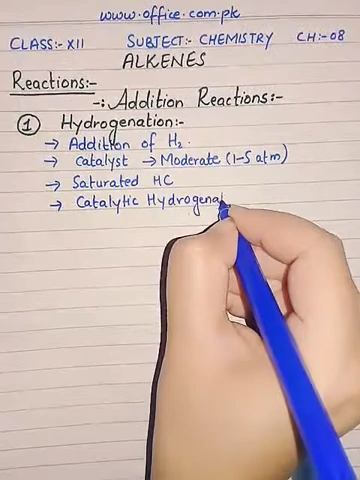 www.office.com.pk
CLASS:- XII SUBJECT:- CHEMISTRY CH:-08
ALKENES
Reactions:-
-:Addition Reactions:-
① Hydrogenation:-
→ Addition of H₂.
→ Catalyst → Moderate (1-5 atm)
→ Saturated HC
→ Catalytic Hydrogena